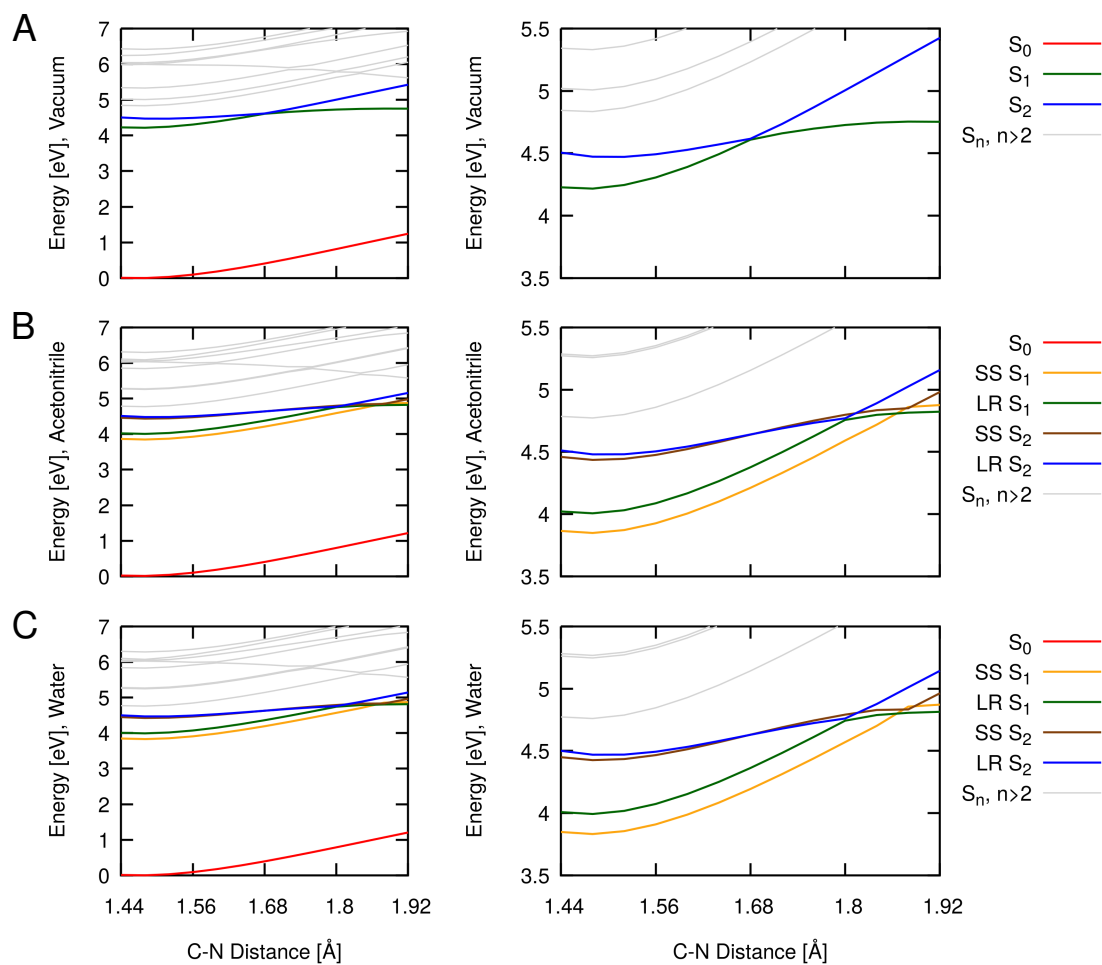 A
Energy [eV], Vacuum
7
6
5
4
3
2
1
0
Energy [eV], Vacuum
5.5
5
4.5
4
3.5
S0
S1
S2
Sn, n>2
B
Energy [eV], Acetonitrile
7
6
5
4
3
2
1
0
Energy [eV], Acetonitrile
5.5
5
4.5
4
3.5
S0
SS S1
LR S1
SS S2
LR S2
Sn, n>2
C
Energy [eV], Water
7
6
5
4
3
2
1
0
1.44 1.56 1.68 1.8 1.92
C-N Distance [Å]
Energy [eV], Water
5.5
5
4.5
4
3.5
1.44 1.56 1.68 1.8 1.92
C-N Distance [Å]
S0
SS S1
LR S1
SS S2
LR S2
Sn, n>2